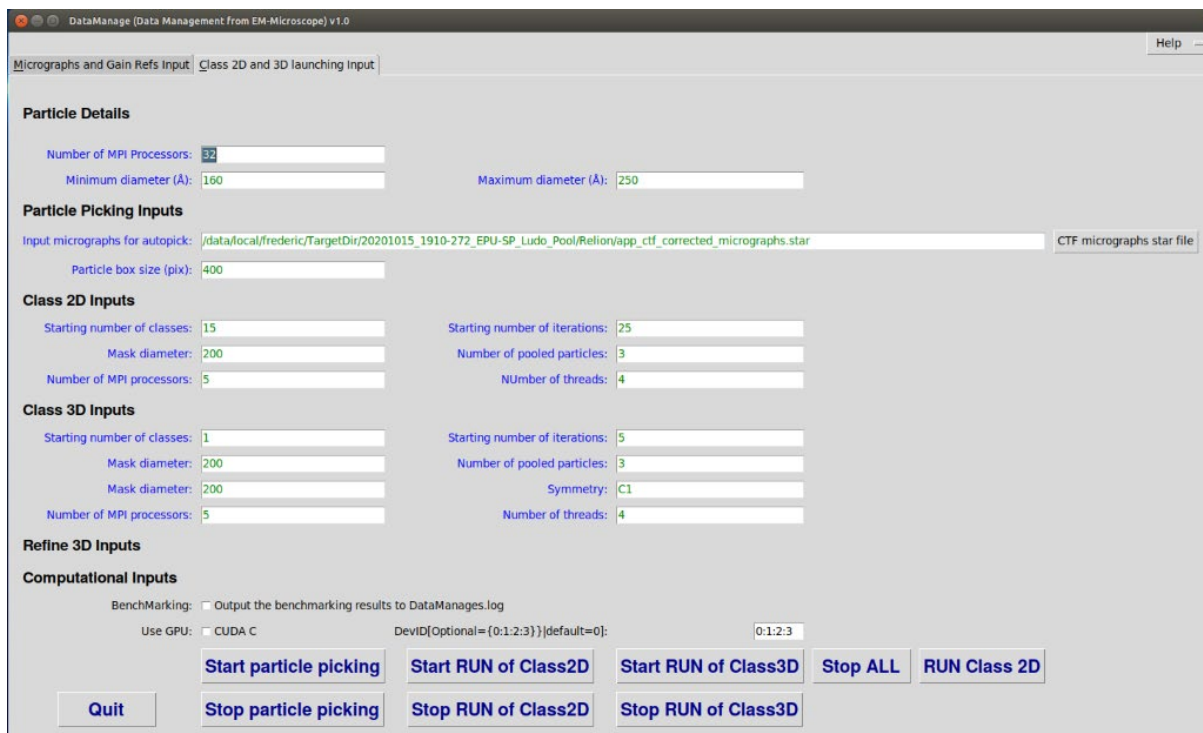 DataManage (Data Management from EM-Microscope) v1.0
Help
Micrographs and Gain Refs Input Class 2D and 3D launching Input
Particle Details
Number of MPI Processors: 32
Minimum diameter (Å): 160 Maximum diameter (Å): 250
Particle Picking Inputs
Input micrographs for autopick: /data/local/frederic/TargetDir/20201015_1910-272_EPU-SP_Ludo_Pool/Relion/app_ctf_corrected_micrographs.star CTF micrographs star file
Particle box size (pix): 400
Class 2D Inputs
Starting number of classes: 15 Starting number of iterations: 25
Mask diameter: 200 Number of pooled particles: 3
Number of MPI processors: 5 NUmber of threads: 4
Class 3D Inputs
Starting number of classes: 1 Starting number of iterations: 5
Mask diameter: 200 Number of pooled particles: 3
Mask diameter: 200 Symmetry: C1
Number of MPI processors: 5 Number of threads: 4
Refine 3D Inputs
Computational Inputs
BenchMarking: Output the benchmarking results to DataManages.log
Use GPU: CUDA C DevID[Optional={0:1:2:3}}|default=0]: 0:1:2:3
Start particle picking Start RUN of Class2D Start RUN of Class3D Stop ALL RUN Class 2D
Quit Stop particle picking Stop RUN of Class2D Stop RUN of Class3D